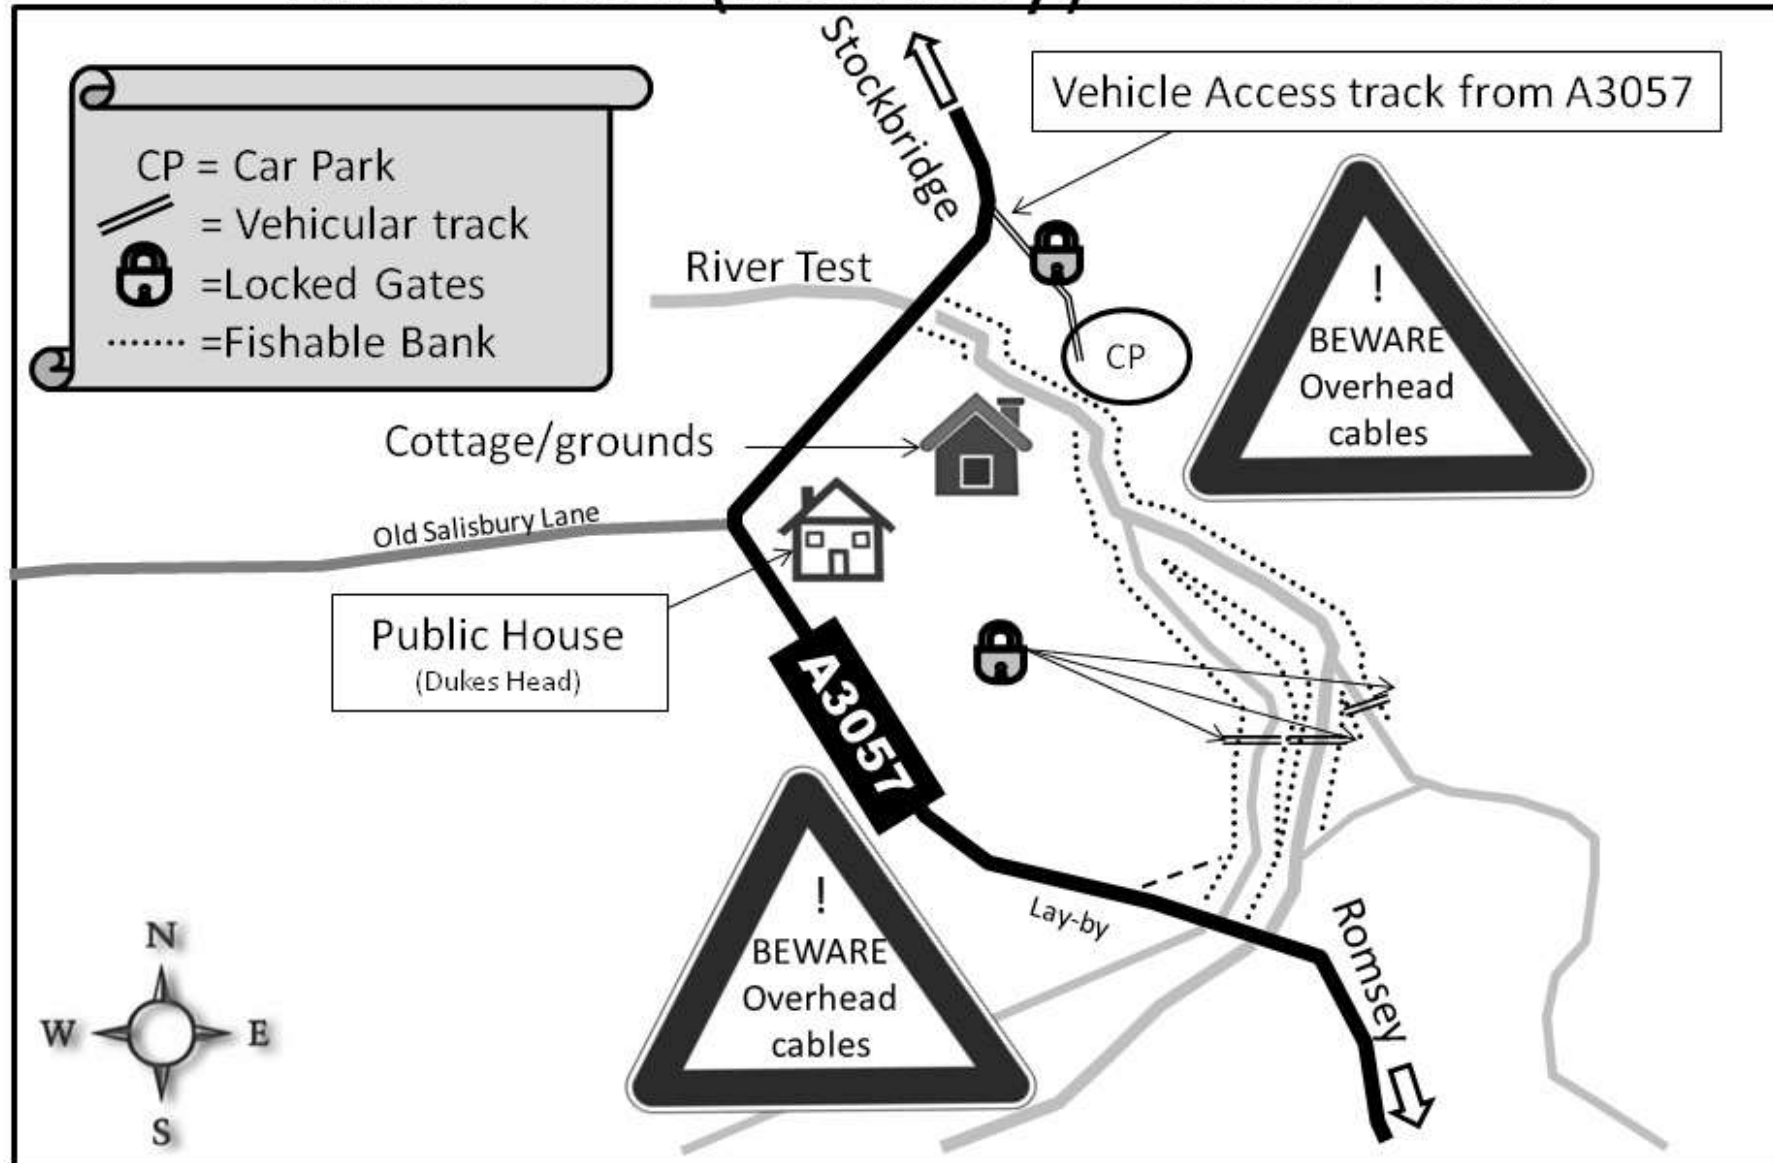 Stockbridge
Vehicle Access track from A3057
CP = Car Park
= Vehicular track
=Locked Gates
=Fishable Bank
River Test
CP
!
BEWARE
Overhead
cables
Cottage/grounds
Old Salisbury Lane
Public House
(Dukes Head)
A3057
!
BEWARE
Overhead
cables
Lay-by
Romsey
N
W
E
S